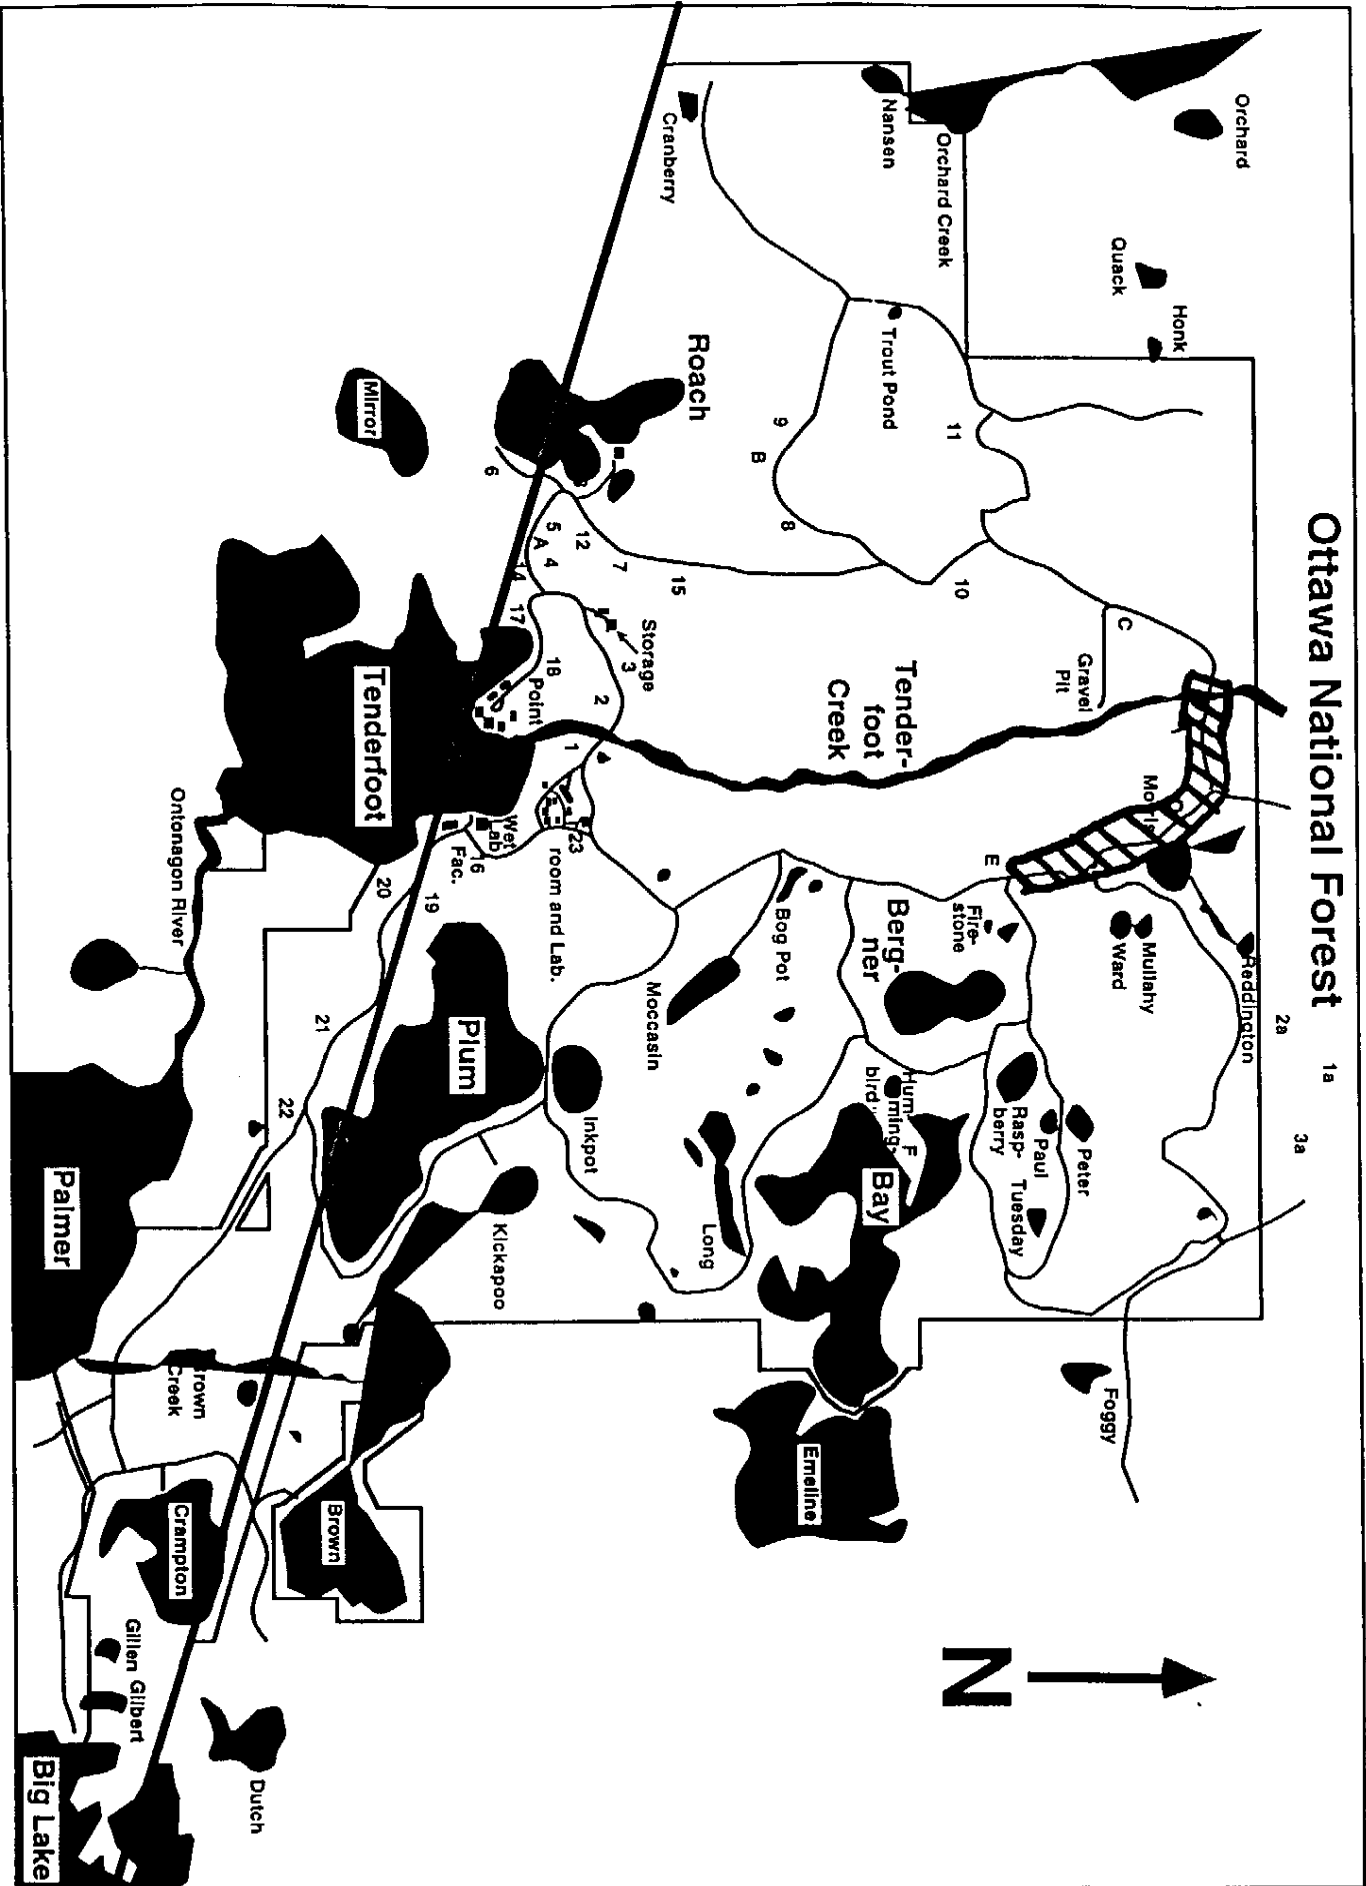 Ottawa National Forest
1a
2a
3a
Orchard
Quack
Honk
Reddington
Mullahy
Ward
Foggy
Nansen
Orchard Creek
11
10
C
Gravel
Pit
E
Fire-
stone
Peter
Paul
Rasp-
berry
Tuesday
Trout Pond
9
B
8
Tender-
foot
Creek
Berg-
ner
Bog Pot
F
Bay
Emeline
Cranberry
Roach
15
7
12
Storage
3
2
Moccasin
Long
Inkpot
5
A
4
14
17
18
Point
1
23
room and Lab.
6
Wet
Lab
16
Fac.
19
20
Plum
Kickapoo
Mirror
Tenderfoot
21
22
Brown
Ontonagon River
Palmer
Creek
Crampton
Dutch
Gillen
Gilbert
Big Lake
N